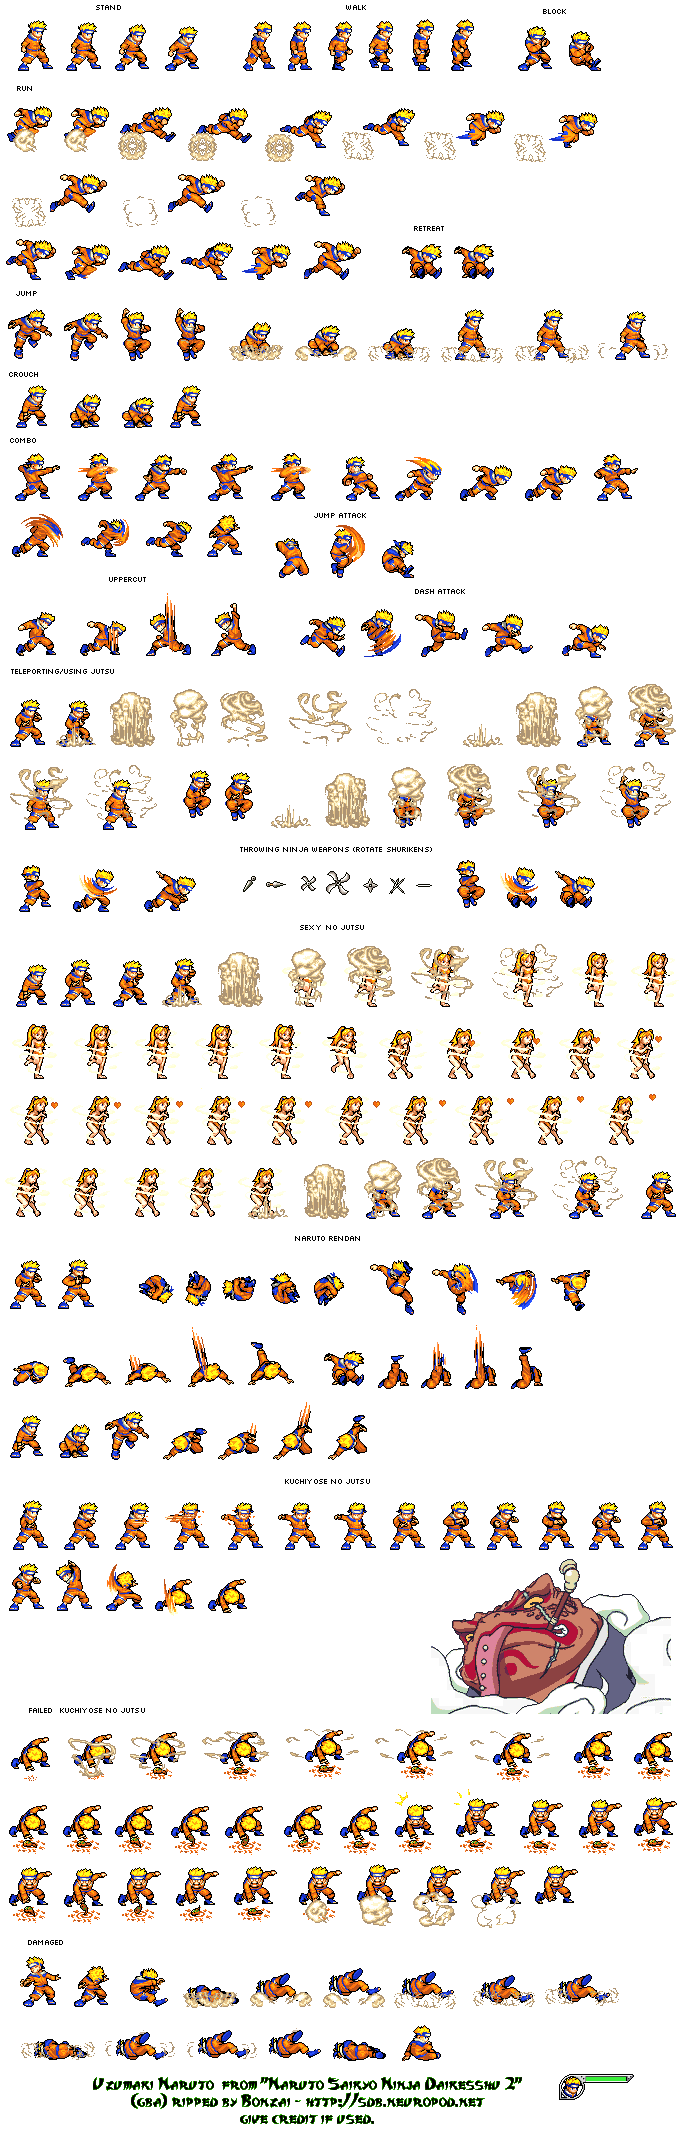 STAND
WALK
BLOCK
RUN
RETREAT
JUMP
CROUCH
COMBO
JUMP ATTACK
UPPERCUT
DASH ATTACK
TELEPORTING/USING JUTSU
THROWING NINJA WEAPONS (ROTATE SHURIKENS)
SEXY NO JUTSU
NARUTO RENDAN
KUCHIYOSE NO JUTSU
FAILED KUCHIYOSE NO JUTSU
DAMAGED
Uzumaki Naruto from "Naruto Saikyo Ninja Daikesshu 2"
(GBA) ripped by Bonzai - http://sdb.neuropod.net
give credit if used.